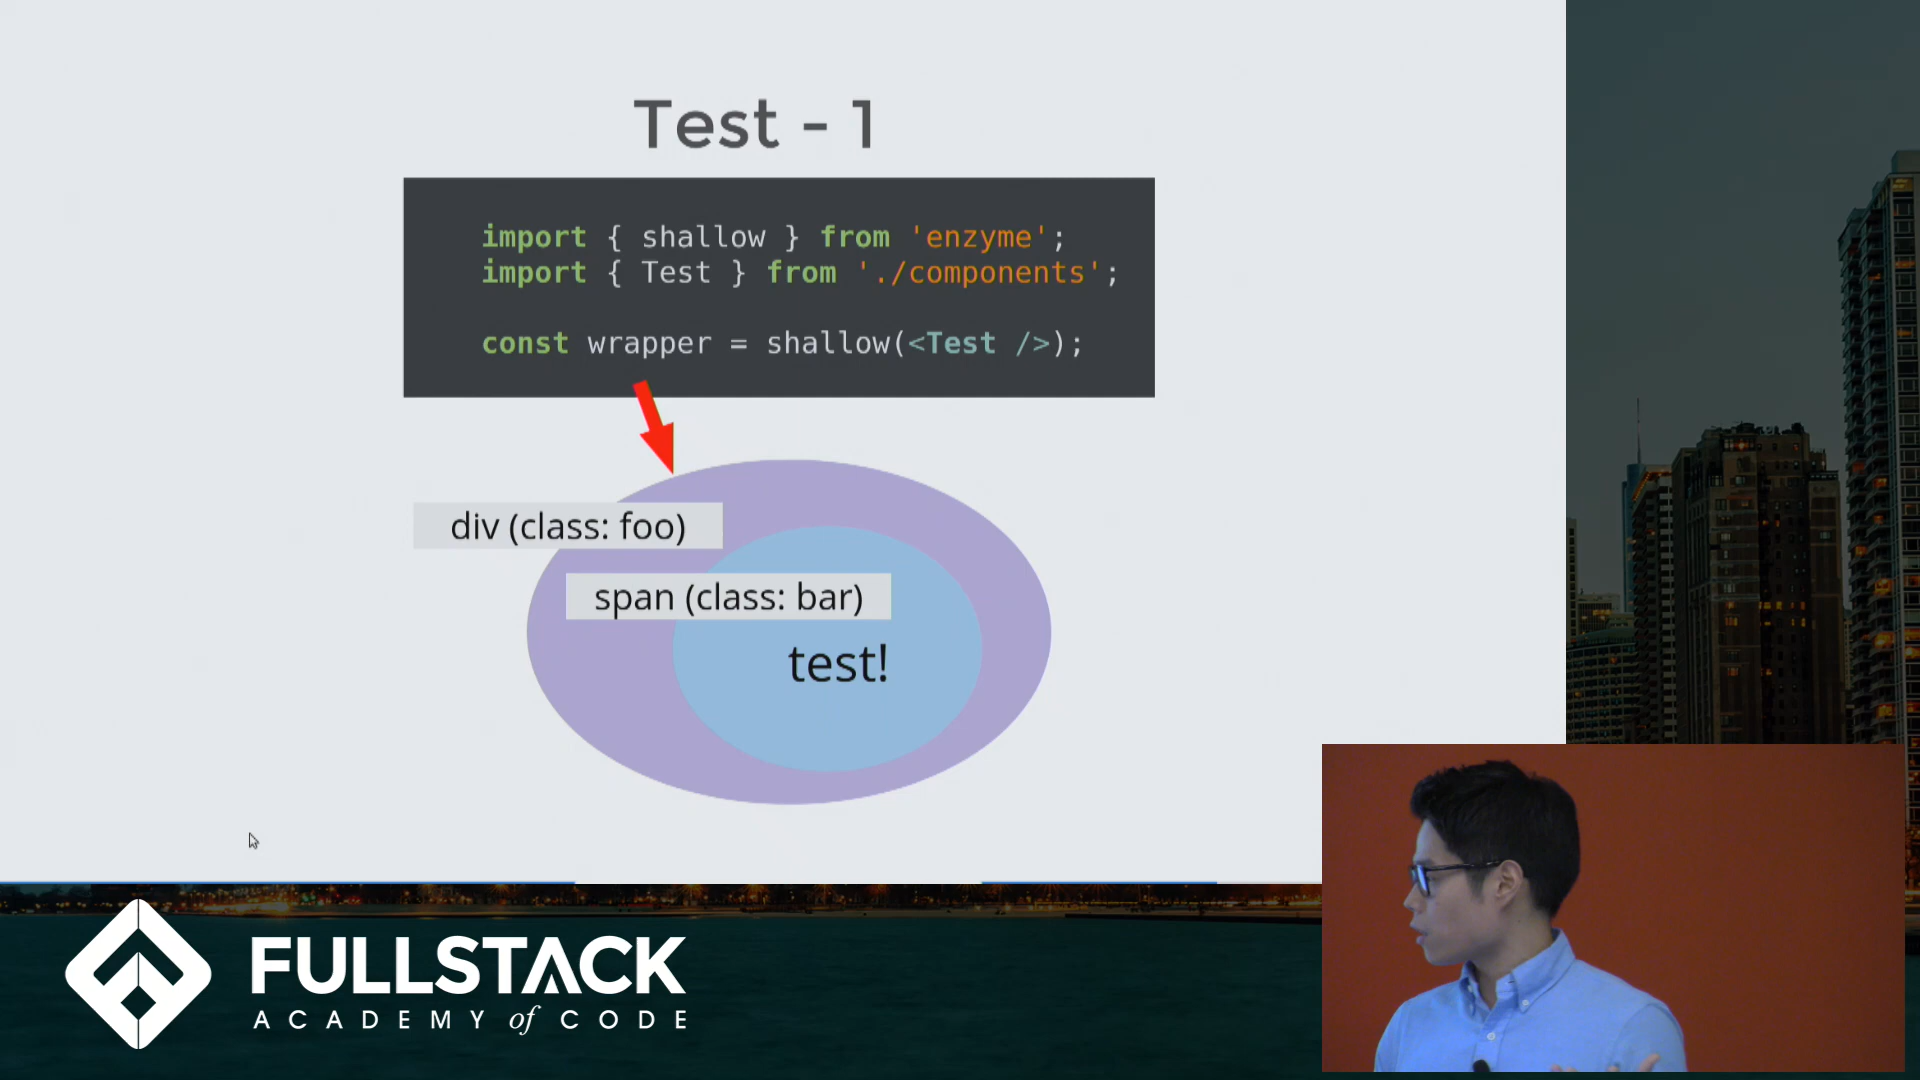 Test - 1
import { shallow } from 'enzyme';
import { Test } from './components';
const wrapper = shallow(<Test />);
div (class: foo)
span (class: bar)
test!
FULLSTACK
ACADEMY of CODE